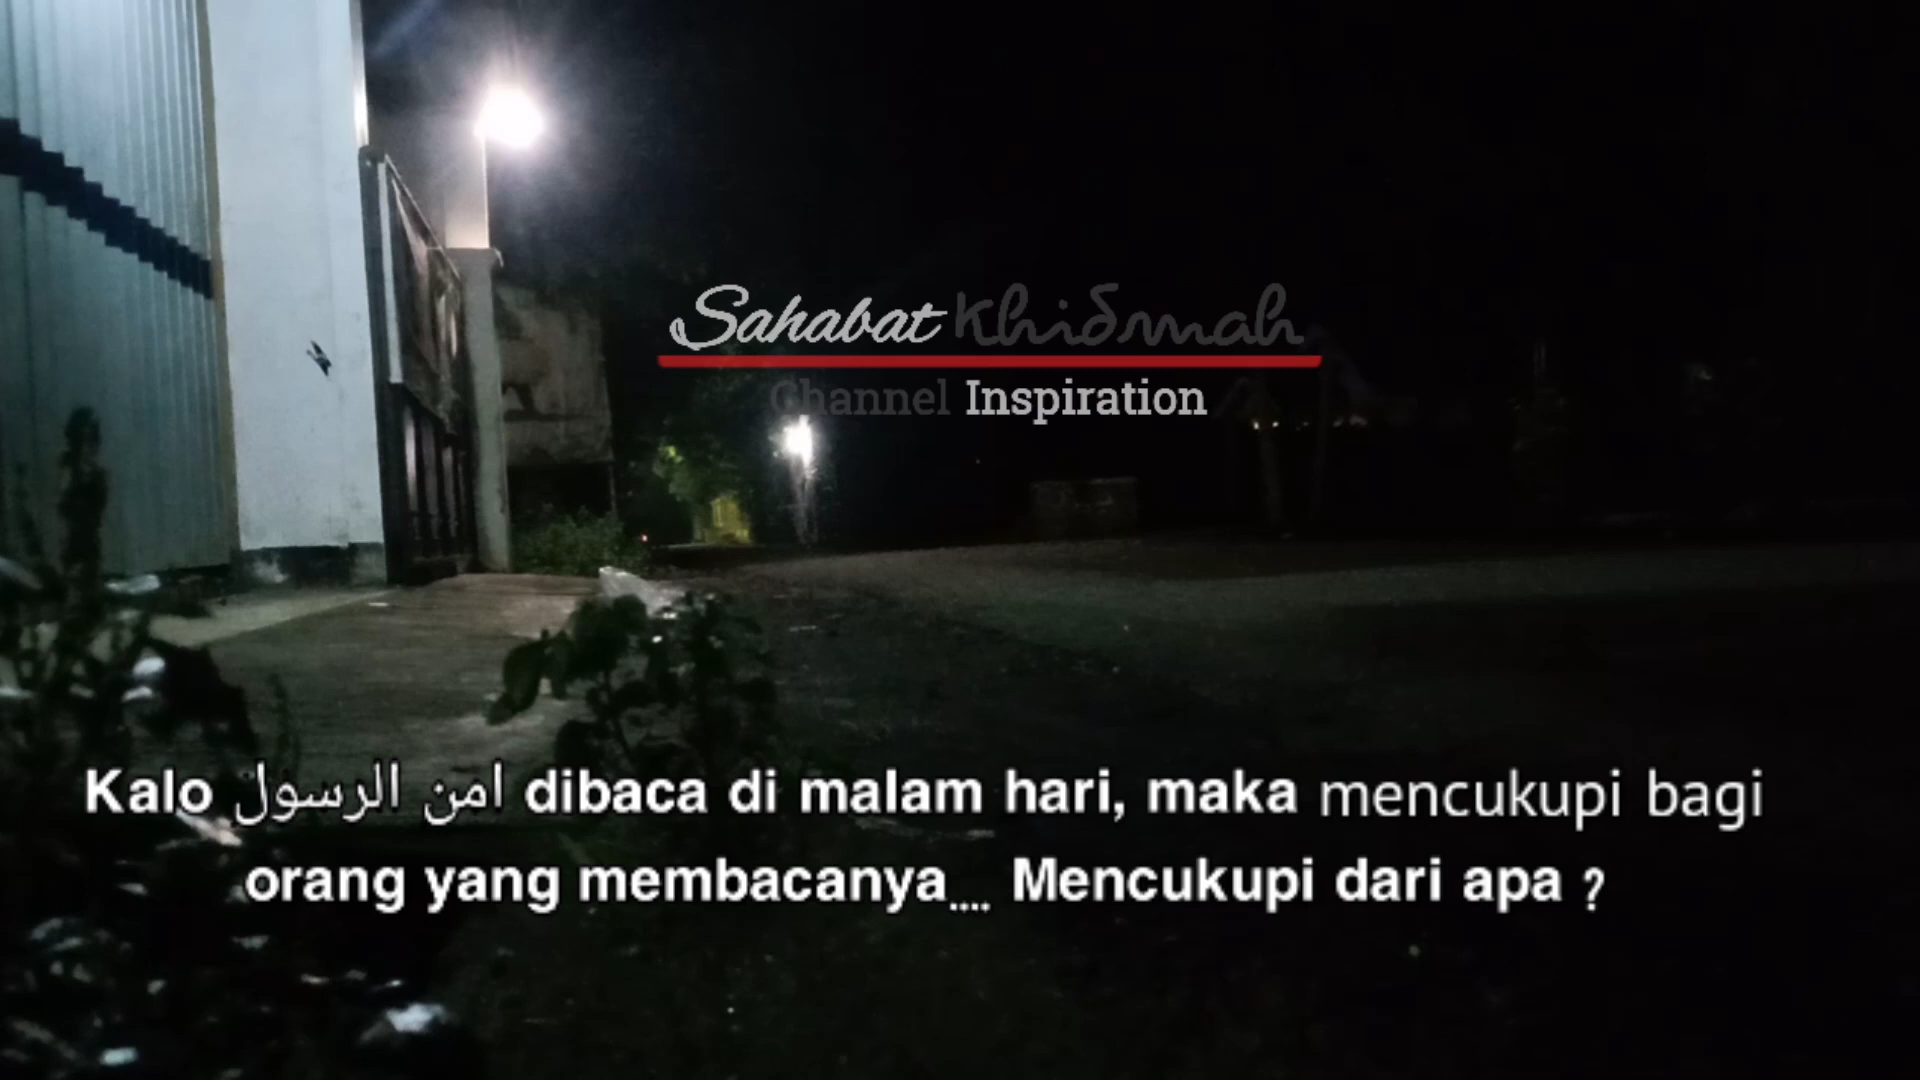 Sahabat Khidmah
Channel Inspiration
Kalo امن الرسول dibaca di malam hari, maka mencukupi bagi
orang yang membacanya.... Mencukupi dari apa ?